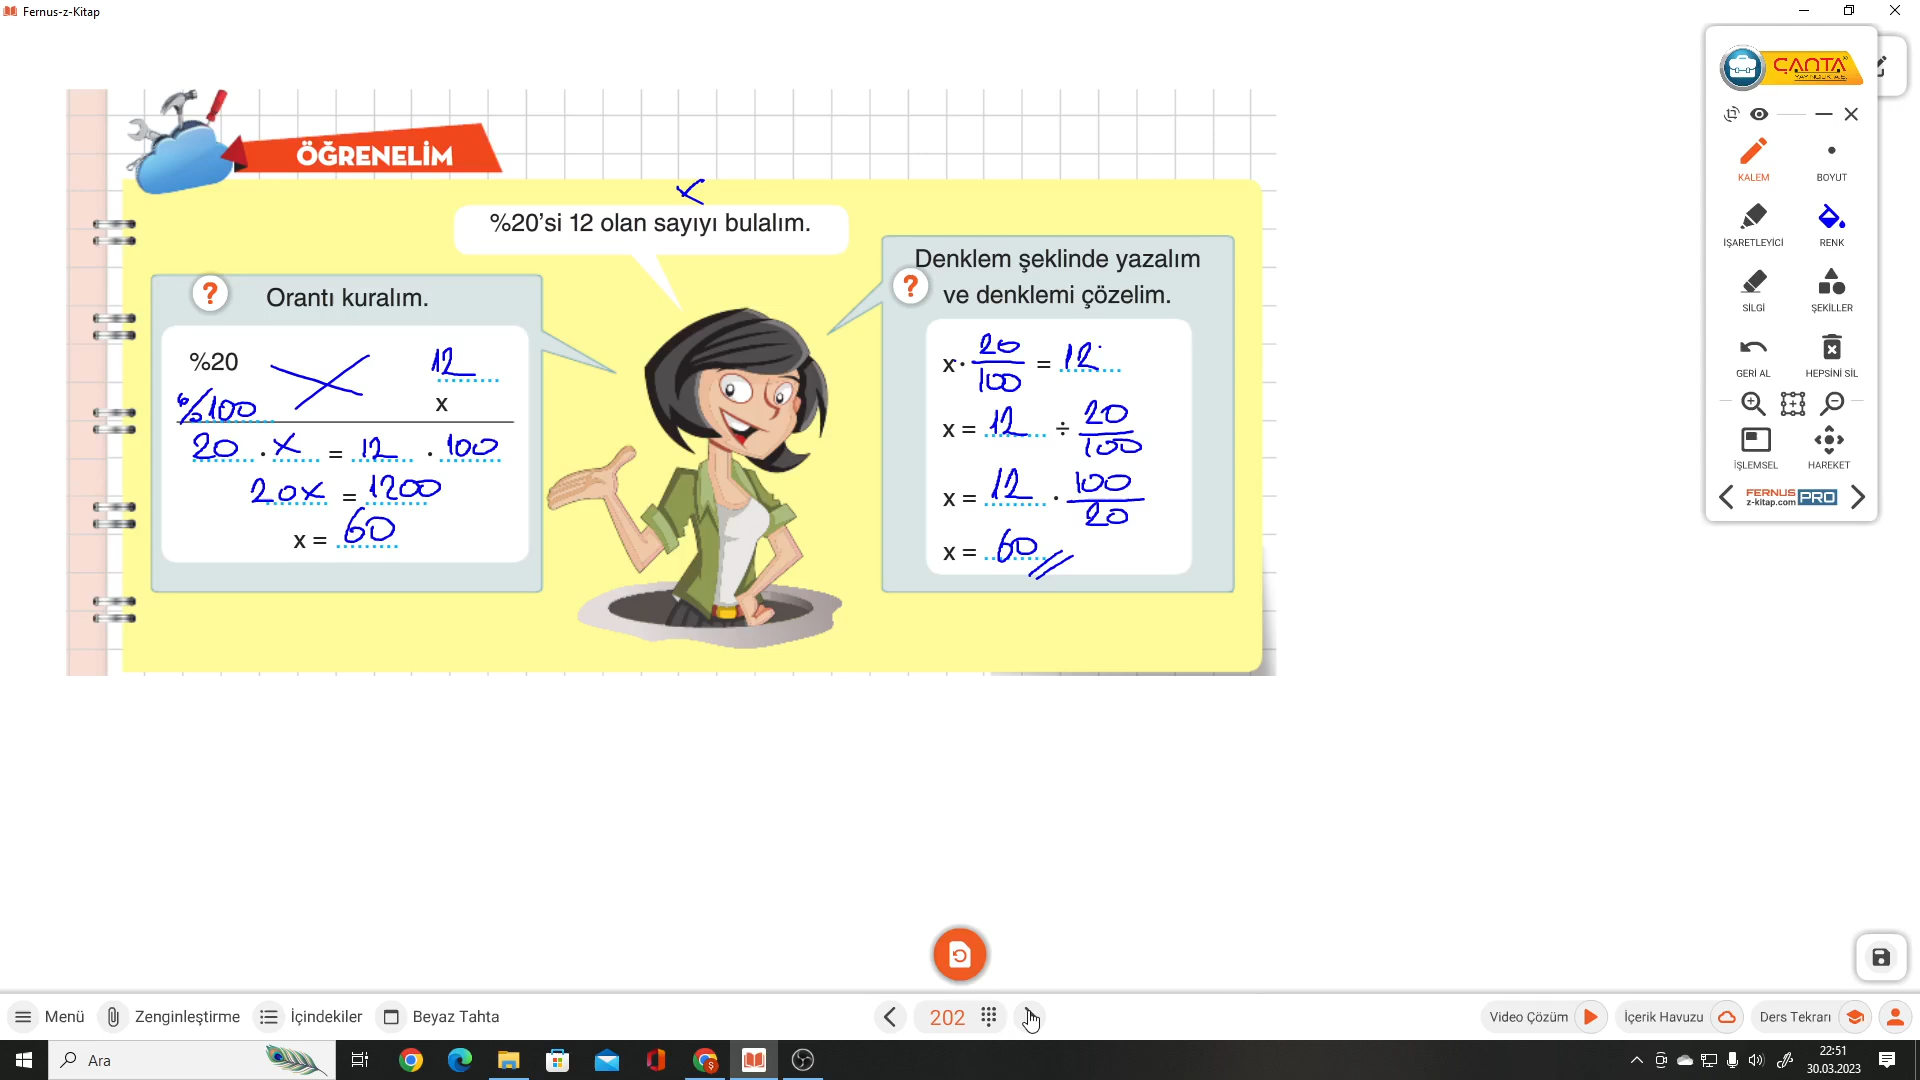 Fernus-z-Kitap
ÇANTA
YAYINCILIK A.Ş.
ÖĞRENELİM
x
%20'si 12 olan sayıyı bulalım.
? Orantı kuralım.
%20 12
%100 x
20 · x = 12 · 100
20x = 1200
x = 60
Denklem şeklinde yazalım
? ve denklemi çözelim.
x · 20/100 = 12
x = 12 ÷ 20/100
x = 12 · 100/20
x = 60
KALEM BOYUT
İŞARETLEYİCİ RENK
SİLGİ ŞEKİLLER
GERİ AL HEPSİNİ SİL
İŞLEMSEL HAREKET
FERNUS PRO
z-kitap.com
Menü Zenginleştirme İçindekiler Beyaz Tahta 202 Video Çözüm İçerik Havuzu Ders Tekrarı
Ara
22:51
30.03.2023